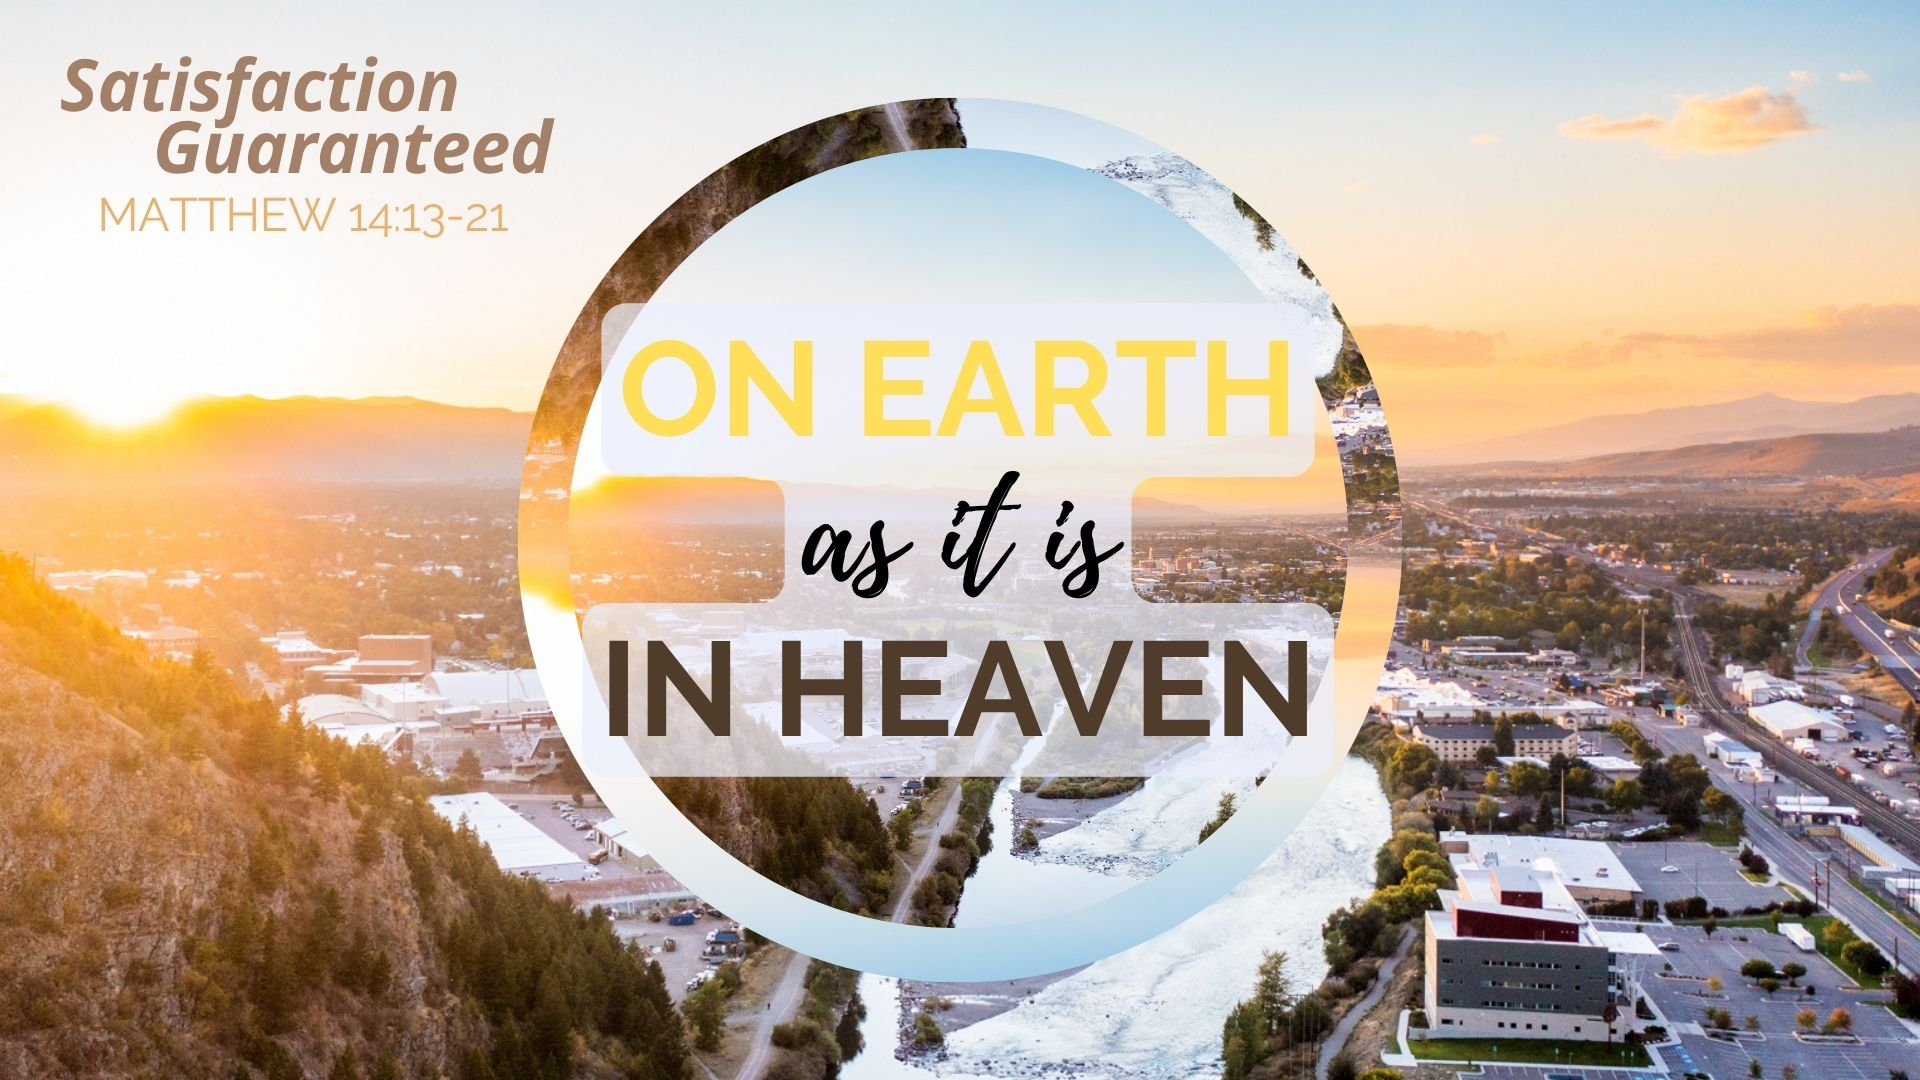 Satisfaction
Guaranteed
MATTHEW 14:13-21
ON EARTH
as it is
IN HEAVEN